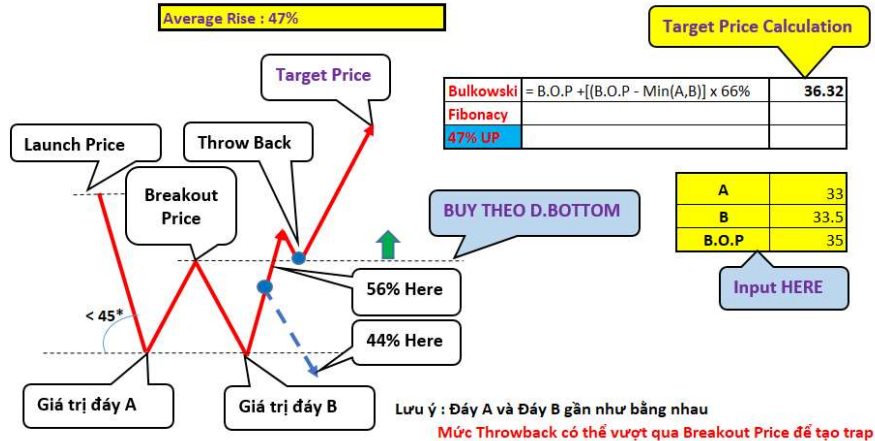 Average Rise : 47%
Target Price Calculation
Target Price
Bulkowski = B.O.P +[(B.O.P - Min(A,B)] x 66% 36.32
Fibonacy
47% UP
Launch Price
Throw Back
Breakout
Price
BUY THEO D.BOTTOM
A 33
B 33.5
B.O.P 35
56% Here
Input HERE
< 45*
44% Here
Giá trị đáy A
Giá trị đáy B
Lưu ý : Đáy A và Đáy B gần như bằng nhau
Mức Throwback có thể vượt qua Breakout Price để tạo trap